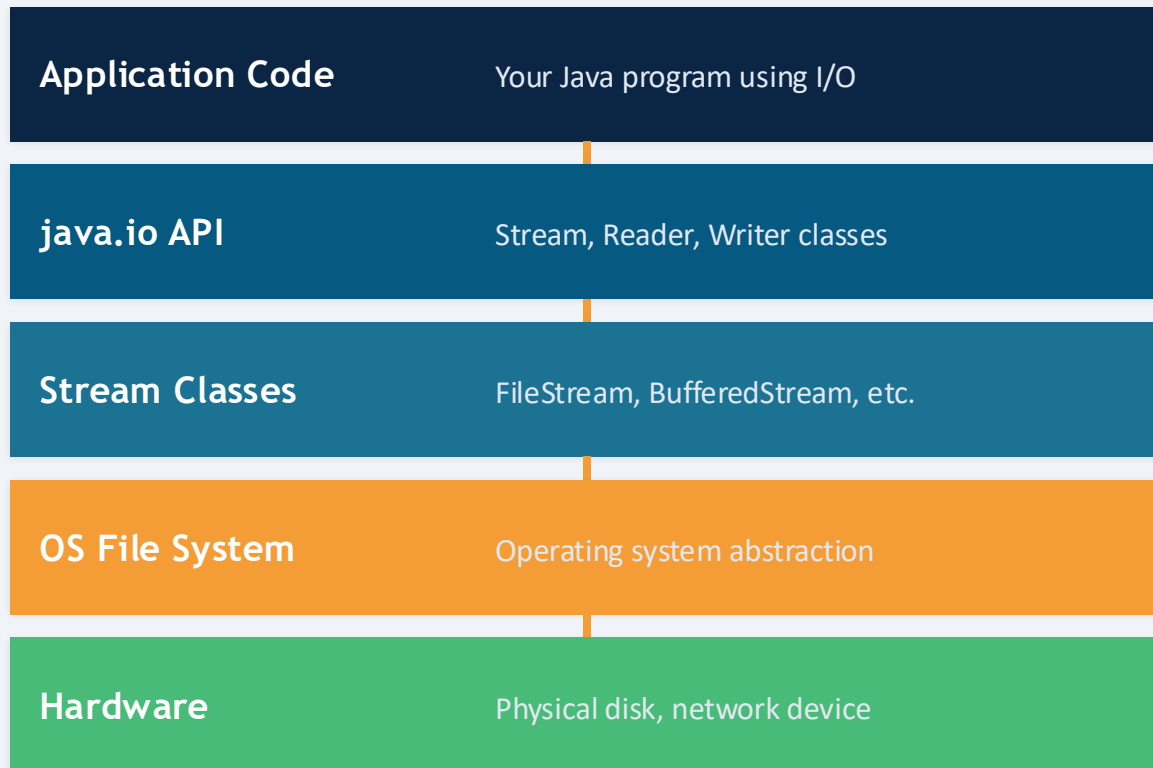 Application Code
Your Java program using I/O
java.io API
Stream, Reader, Writer classes
Stream Classes
FileStream, BufferedStream, etc.
OS File System
Operating system abstraction
Hardware
Physical disk, network device